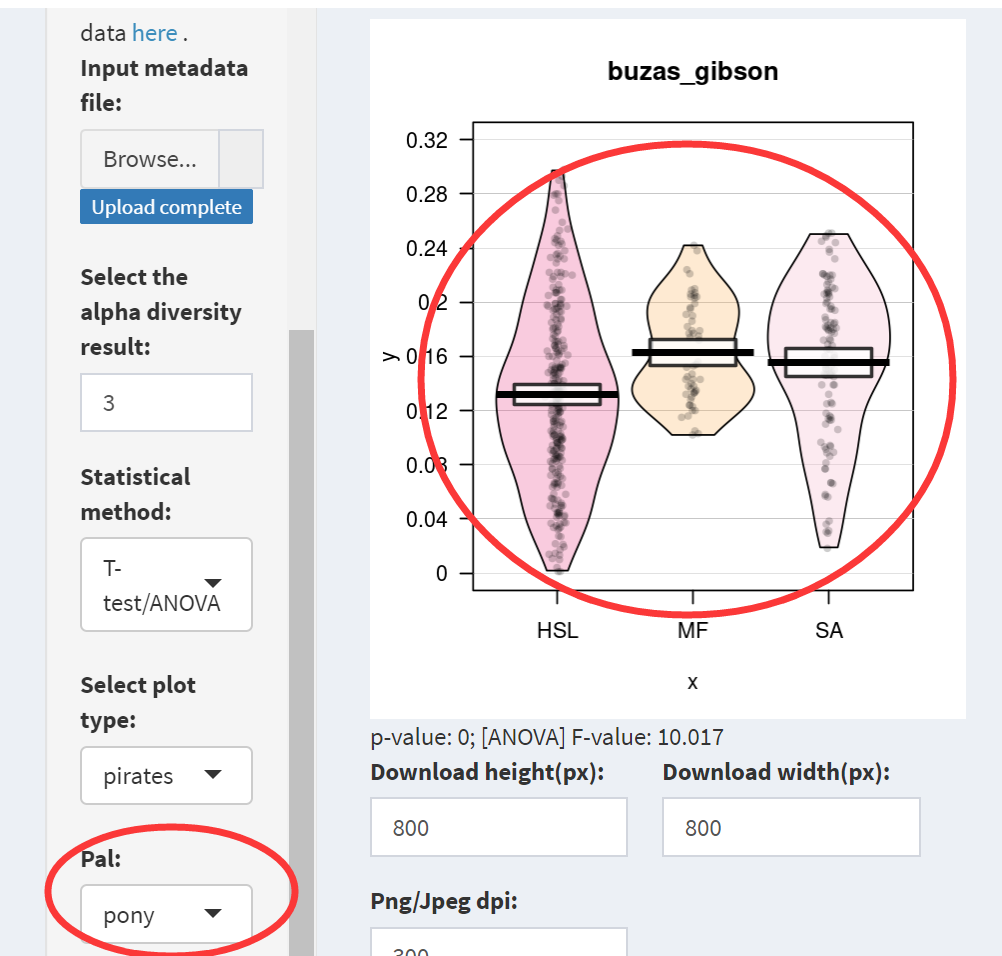 data here .
Input metadata
file:
Browse...
Upload complete
Select the
alpha diversity
result:
3
Statistical
method:
T-
test/ANOVA
Select plot
type:
pirates
Pal:
pony
buzas_gibson
0.32
0.28
0.24
0.2
0.16
0.12
0.08
0.04
0
y
HSL
MF
SA
x
p-value: 0; [ANOVA] F-value: 10.017
Download height(px):
Download width(px):
800
800
Png/Jpeg dpi:
300